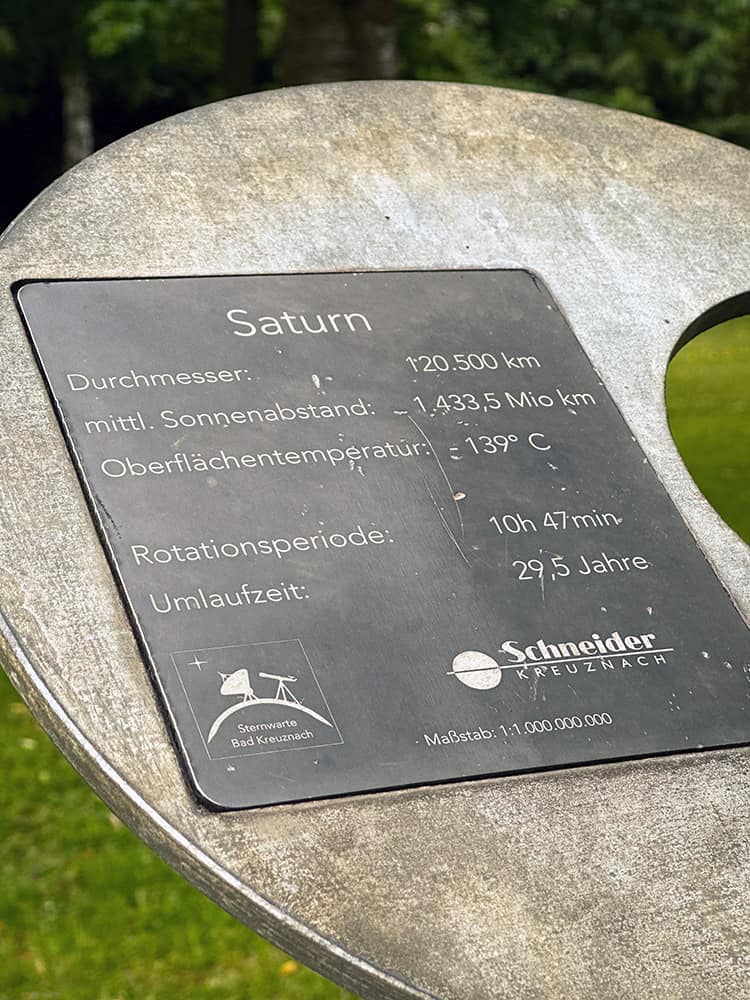 Saturn
Durchmesser: 120.500 km
mittl. Sonnenabstand: 1.433,5 Mio km
Oberflächentemperatur: - 139° C
Rotationsperiode: 10h 47min
Umlaufzeit: 29,5 Jahre
Sternwarte
Bad Kreuznach
Schneider
KREUZNACH
Maßstab: 1:1.000.000.000